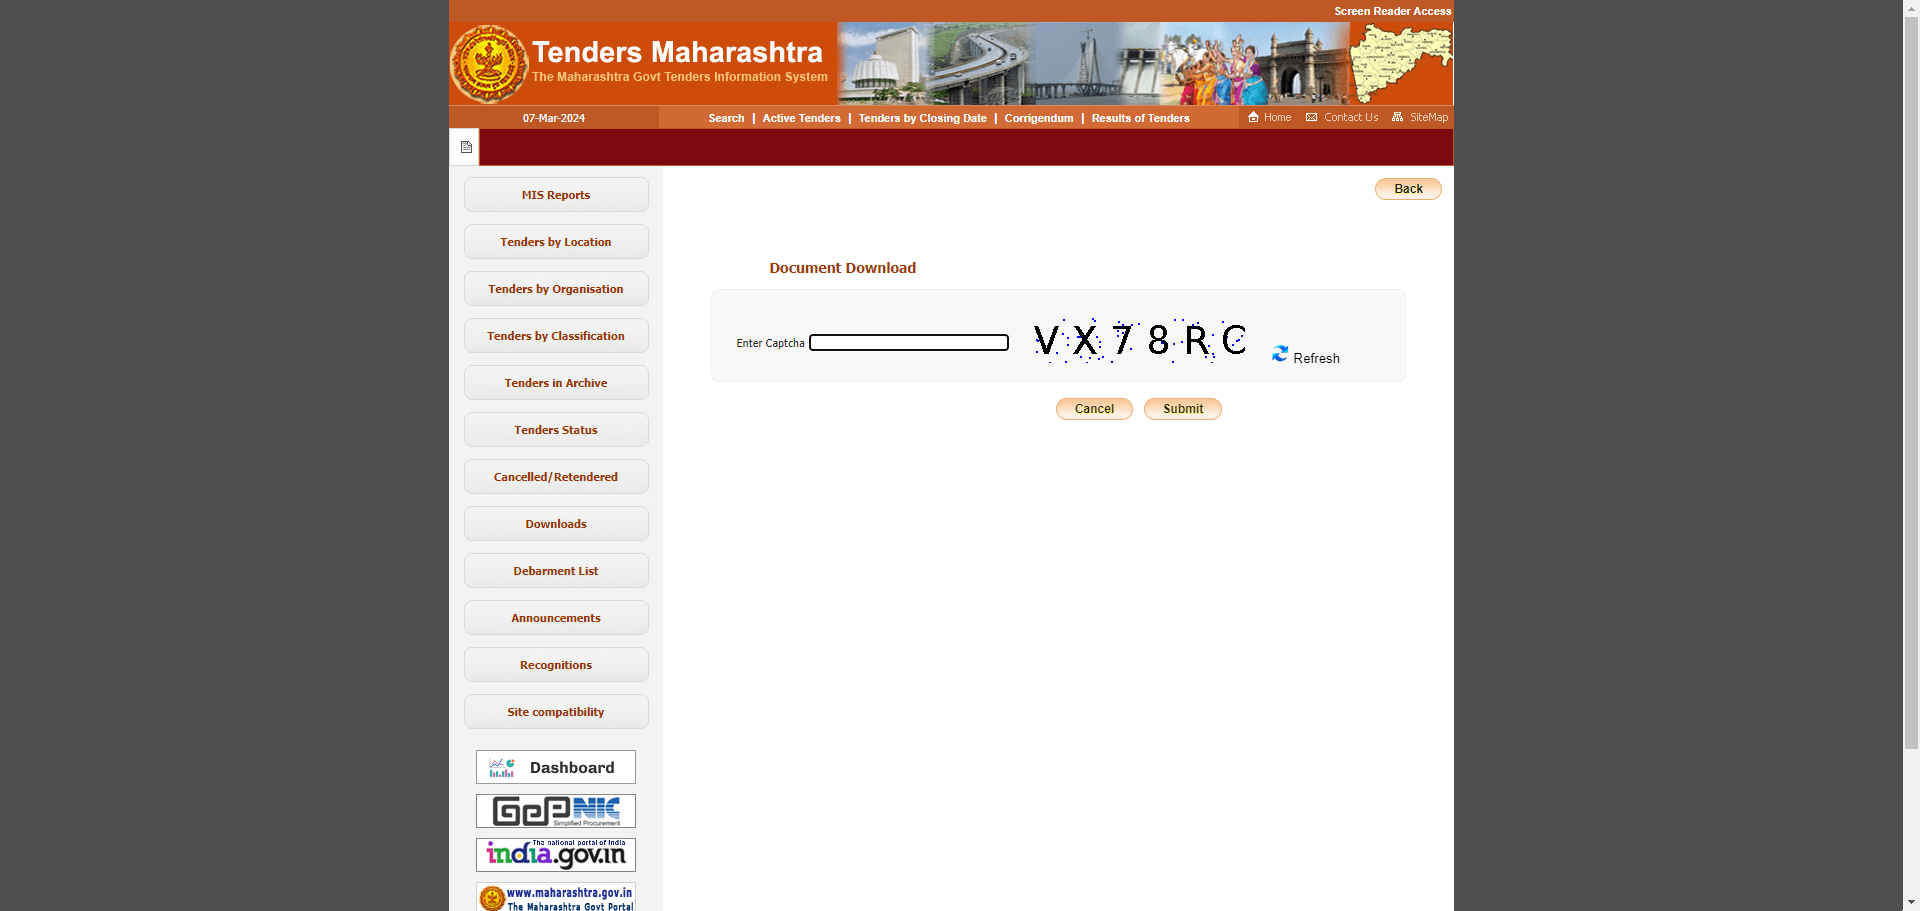 Screen Reader Access
Tenders Maharashtra
The Maharashtra Govt Tenders Information System
07-Mar-2024
Search | Active Tenders | Tenders by Closing Date | Corrigendum | Results of Tenders
Home
Contact Us
SiteMap
Back
MIS Reports
Tenders by Location
Tenders by Organisation
Tenders by Classification
Tenders in Archive
Tenders Status
Cancelled/Retendered
Downloads
Debarment List
Announcements
Recognitions
Site compatibility
Dashboard
GePNIC
Simplified Procurement
The national portal of India
india.gov.in
www.maharashtra.gov.in
The Maharashtra Govt Portal
Document Download
Enter Captcha
VX78RC
Refresh
Cancel
Submit